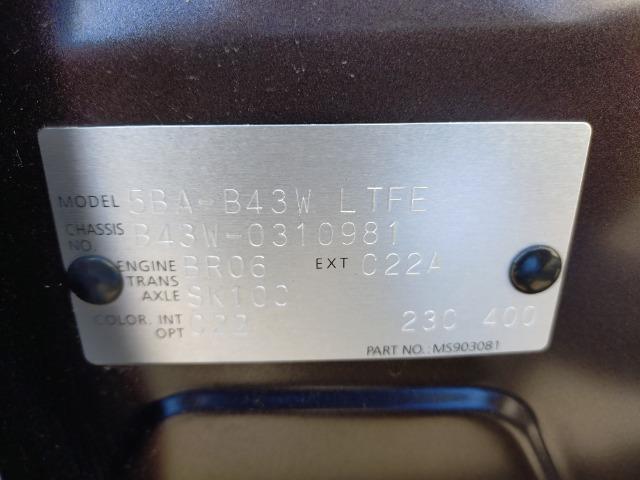 MODEL 5BA-B43W LTFE
CHASSIS NO. B43W-0310981
ENGINE BR06 EXT C22A
TRANS AXLE SK10C
COLOR. INT OPT C22 23C 400
PART NO.: MS903081